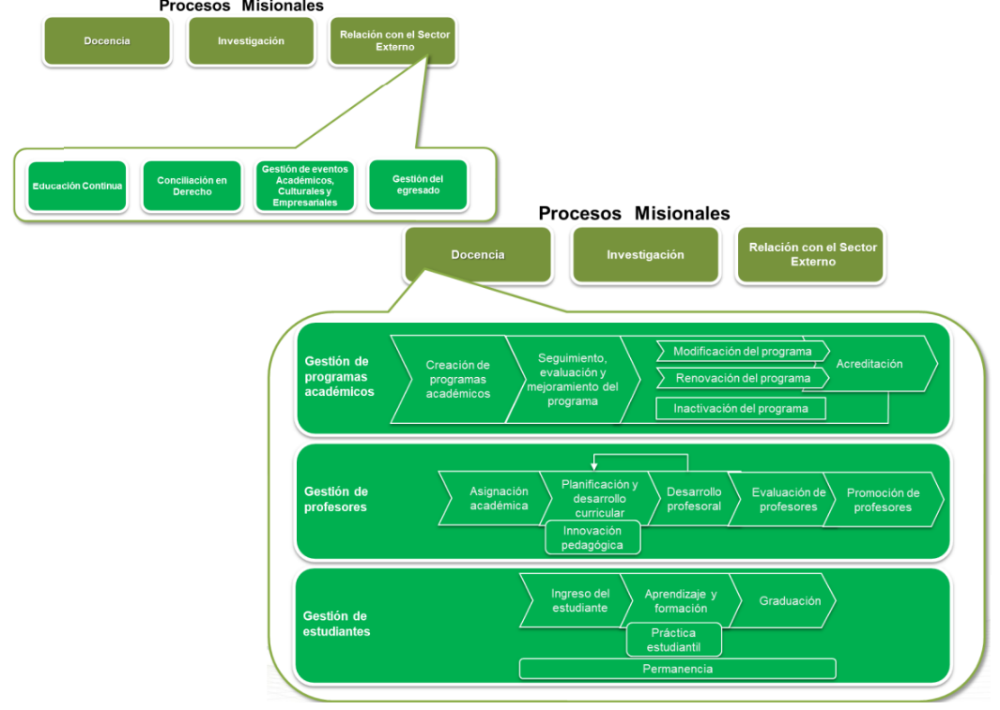 Procesos Misionales
Docencia
Investigación
Relación con el Sector
Externo
Educación Continua
Conciliación en
Derecho
Gestión de eventos
Académicos,
Culturales y
Empresariales
Gestión del
egresado
Procesos Misionales
Docencia
Investigación
Relación con el Sector
Externo
Gestión de
programas
académicos
Creación de
programas
académicos
Seguimiento,
evaluación y
mejoramiento del
programa
Modificación del programa
Renovación del programa
Inactivación del programa
Acreditación
Gestión de
profesores
Asignación
académica
Planificación y
desarrollo
curricular
Innovación
pedagógica
Desarrollo
profesoral
Evaluación de
profesores
Promoción de
profesores
Gestión de
estudiantes
Ingreso del
estudiante
Aprendizaje y
formación
Práctica
estudiantil
Graduación
Permanencia